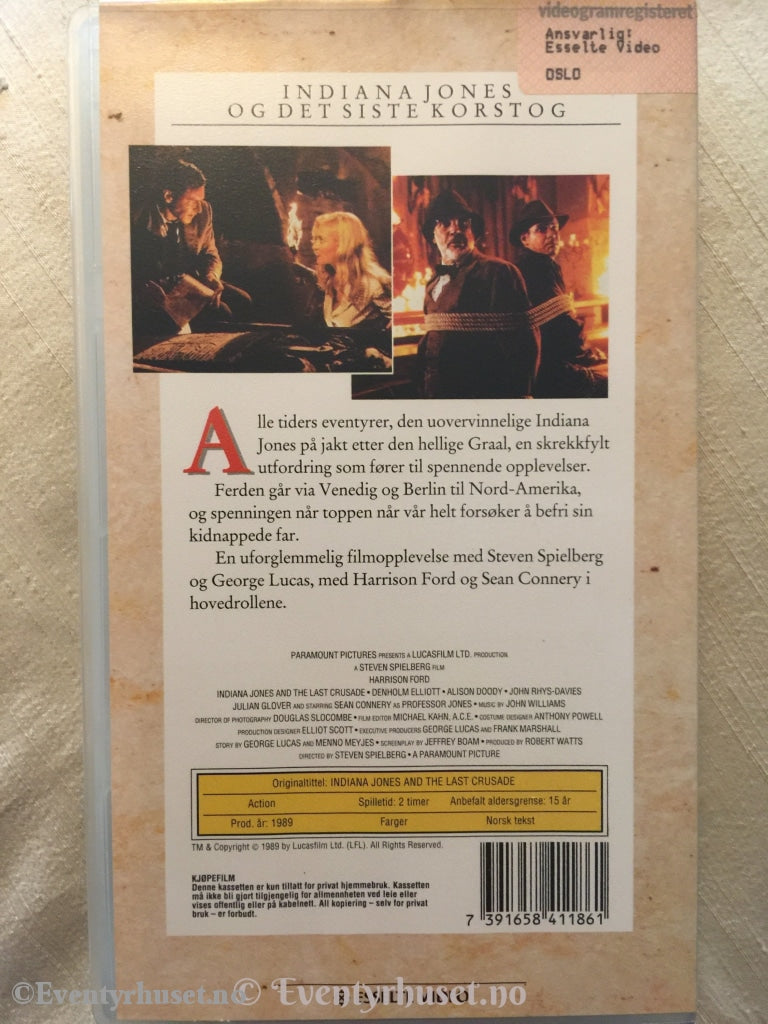 videogramregisteret
Ansvarlig:
Esselte Video
OSLO
INDIANA JONES
OG DET SISTE KORSTOG
Alle tiders eventyrer, den uovervinnelige Indiana
Jones på jakt etter den hellige Graal, en skrekkfylt
utfordring som fører til spennende opplevelser.
Ferden går via Venedig og Berlin til Nord-Amerika,
og spenningen når toppen når vår helt forsøker å befri sin
kidnappede far.
En uforglemmelig filmopplevelse med Steven Spielberg
og George Lucas, med Harrison Ford og Sean Connery i
hovedrollene.
PARAMOUNT PICTURES PRESENTS A LUCASFILM LTD. PRODUCTION
A STEVEN SPIELBERG FILM
HARRISON FORD
INDIANA JONES AND THE LAST CRUSADE • DENHOLM ELLIOTT • ALISON DOODY • JOHN RHYS-DAVIES
JULIAN GLOVER AND STARRING SEAN CONNERY AS PROFESSOR JONES • MUSIC BY JOHN WILLIAMS
DIRECTOR OF PHOTOGRAPHY DOUGLAS SLOCOMBE • FILM EDITOR MICHAEL KAHN, A.C.E. • COSTUME DESIGNER ANTHONY POWELL
PRODUCTION DESIGNER ELLIOT SCOTT • EXECUTIVE PRODUCERS GEORGE LUCAS AND FRANK MARSHALL
STORY BY GEORGE LUCAS AND MENNO MEYJES • SCREENPLAY BY JEFFREY BOAM • PRODUCED BY ROBERT WATTS
DIRECTED BY STEVEN SPIELBERG • A PARAMOUNT PICTURE
Originaltittel: INDIANA JONES AND THE LAST CRUSADE
Action Spilletid: 2 timer Anbefalt aldersgrense: 15 år
Prod. år: 1989 Farger Norsk tekst
TM & Copyright © 1989 by Lucasfilm Ltd. (LFL). All Rights Reserved.
KJØPEFILM
Denne kassetten er kun tillatt for privat hjemmebruk. Kassetten
må ikke bli gjort tilgjengelig for allmennheten ved leie eller
vises offentlig eller på kabelnett. All kopiering – selv for privat
bruk – er forbudt.
7 391658 411861
ESSELTE VIDEO
©Eventyrhuset.no © Eventyrhuset.no